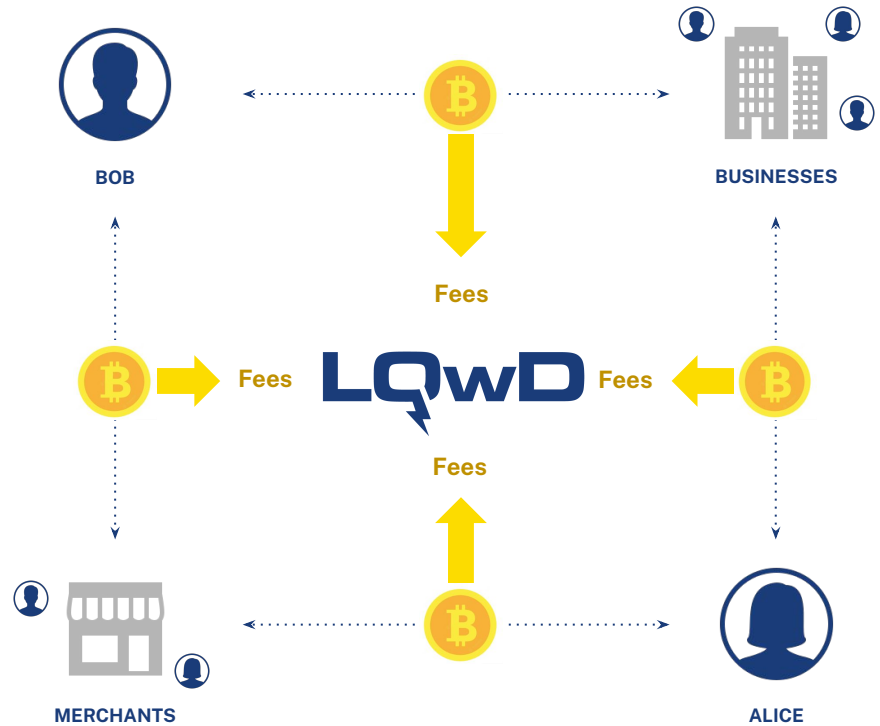 BOB
BUSINESSES
Fees
Fees
LQwD
Fees
Fees
MERCHANTS
ALICE